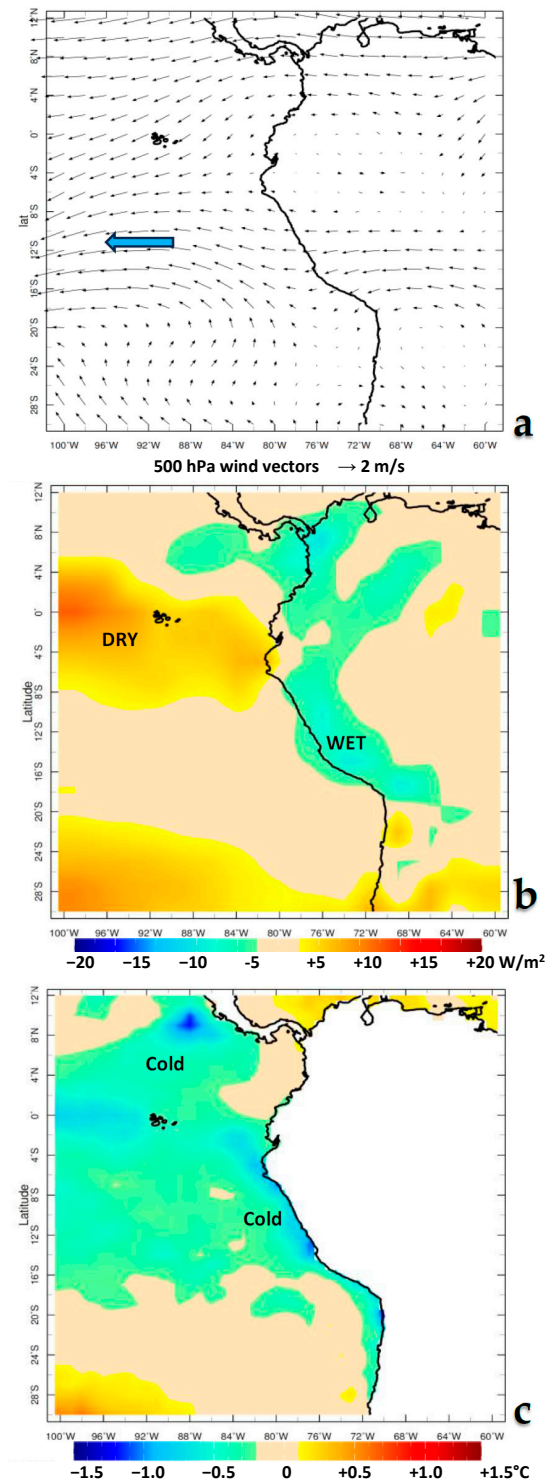 12°N
8°N
4°N
0°
4°S
lat
8°S
12°S
16°S
20°S
24°S
28°S
a
100°W 96°W 92°W 88°W 84°W 80°W 76°W 72°W 68°W 64°W 60°W
500 hPa wind vectors → 2 m/s
12°N
8°N
4°N
0°
DRY
4°S
Latitude
8°S
12°S
WET
16°S
20°S
24°S
28°S
b
100°W 96°W 92°W 88°W 84°W 80°W 76°W 72°W 68°W 64°W 60°W
−20 −15 −10 -5 +5 +10 +15 +20 W/m²
12°N
8°N
Cold
4°N
0°
4°S
Latitude
8°S
Cold
12°S
16°S
20°S
24°S
28°S
c
100°W 96°W 92°W 88°W 84°W 80°W 76°W 72°W 68°W 64°W 60°W
−1.5 −1.0 −0.5 0 +0.5 +1.0 +1.5°C